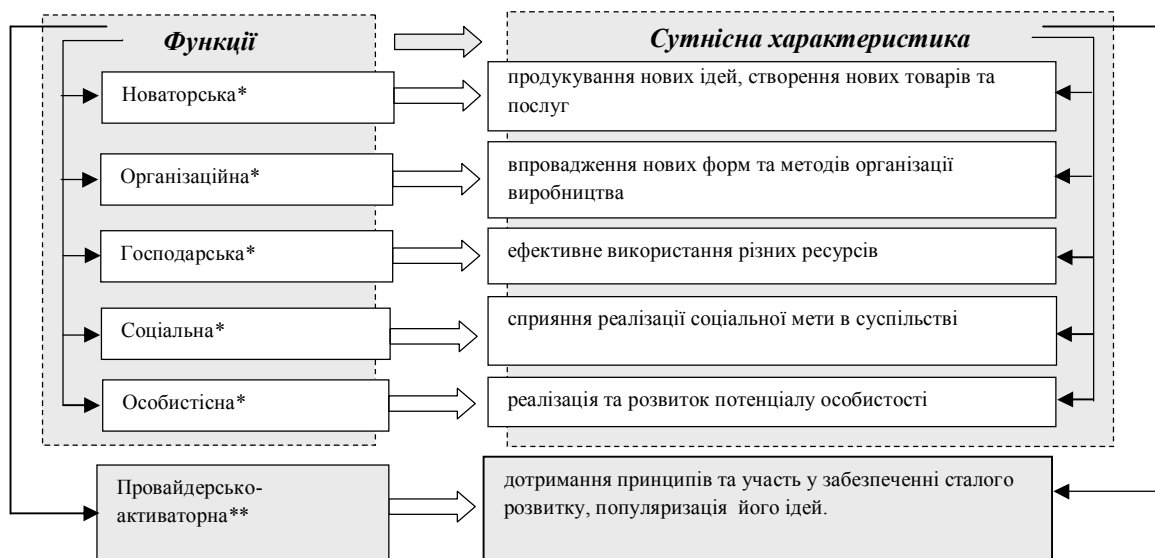 Функції
Сутнісна характеристика
Новаторська*
продукування нових ідей, створення нових товарів та
послуг
Організаційна*
впровадження нових форм та методів організації
виробництва
Господарська*
ефективне використання різних ресурсів
Соціальна*
сприяння реалізації соціальної мети в суспільстві
Особистісна*
реалізація та розвиток потенціалу особистості
Провайдерсько-
активаторна**
дотримання принципів та участь у забезпеченні сталого
розвитку, популяризація його ідей.